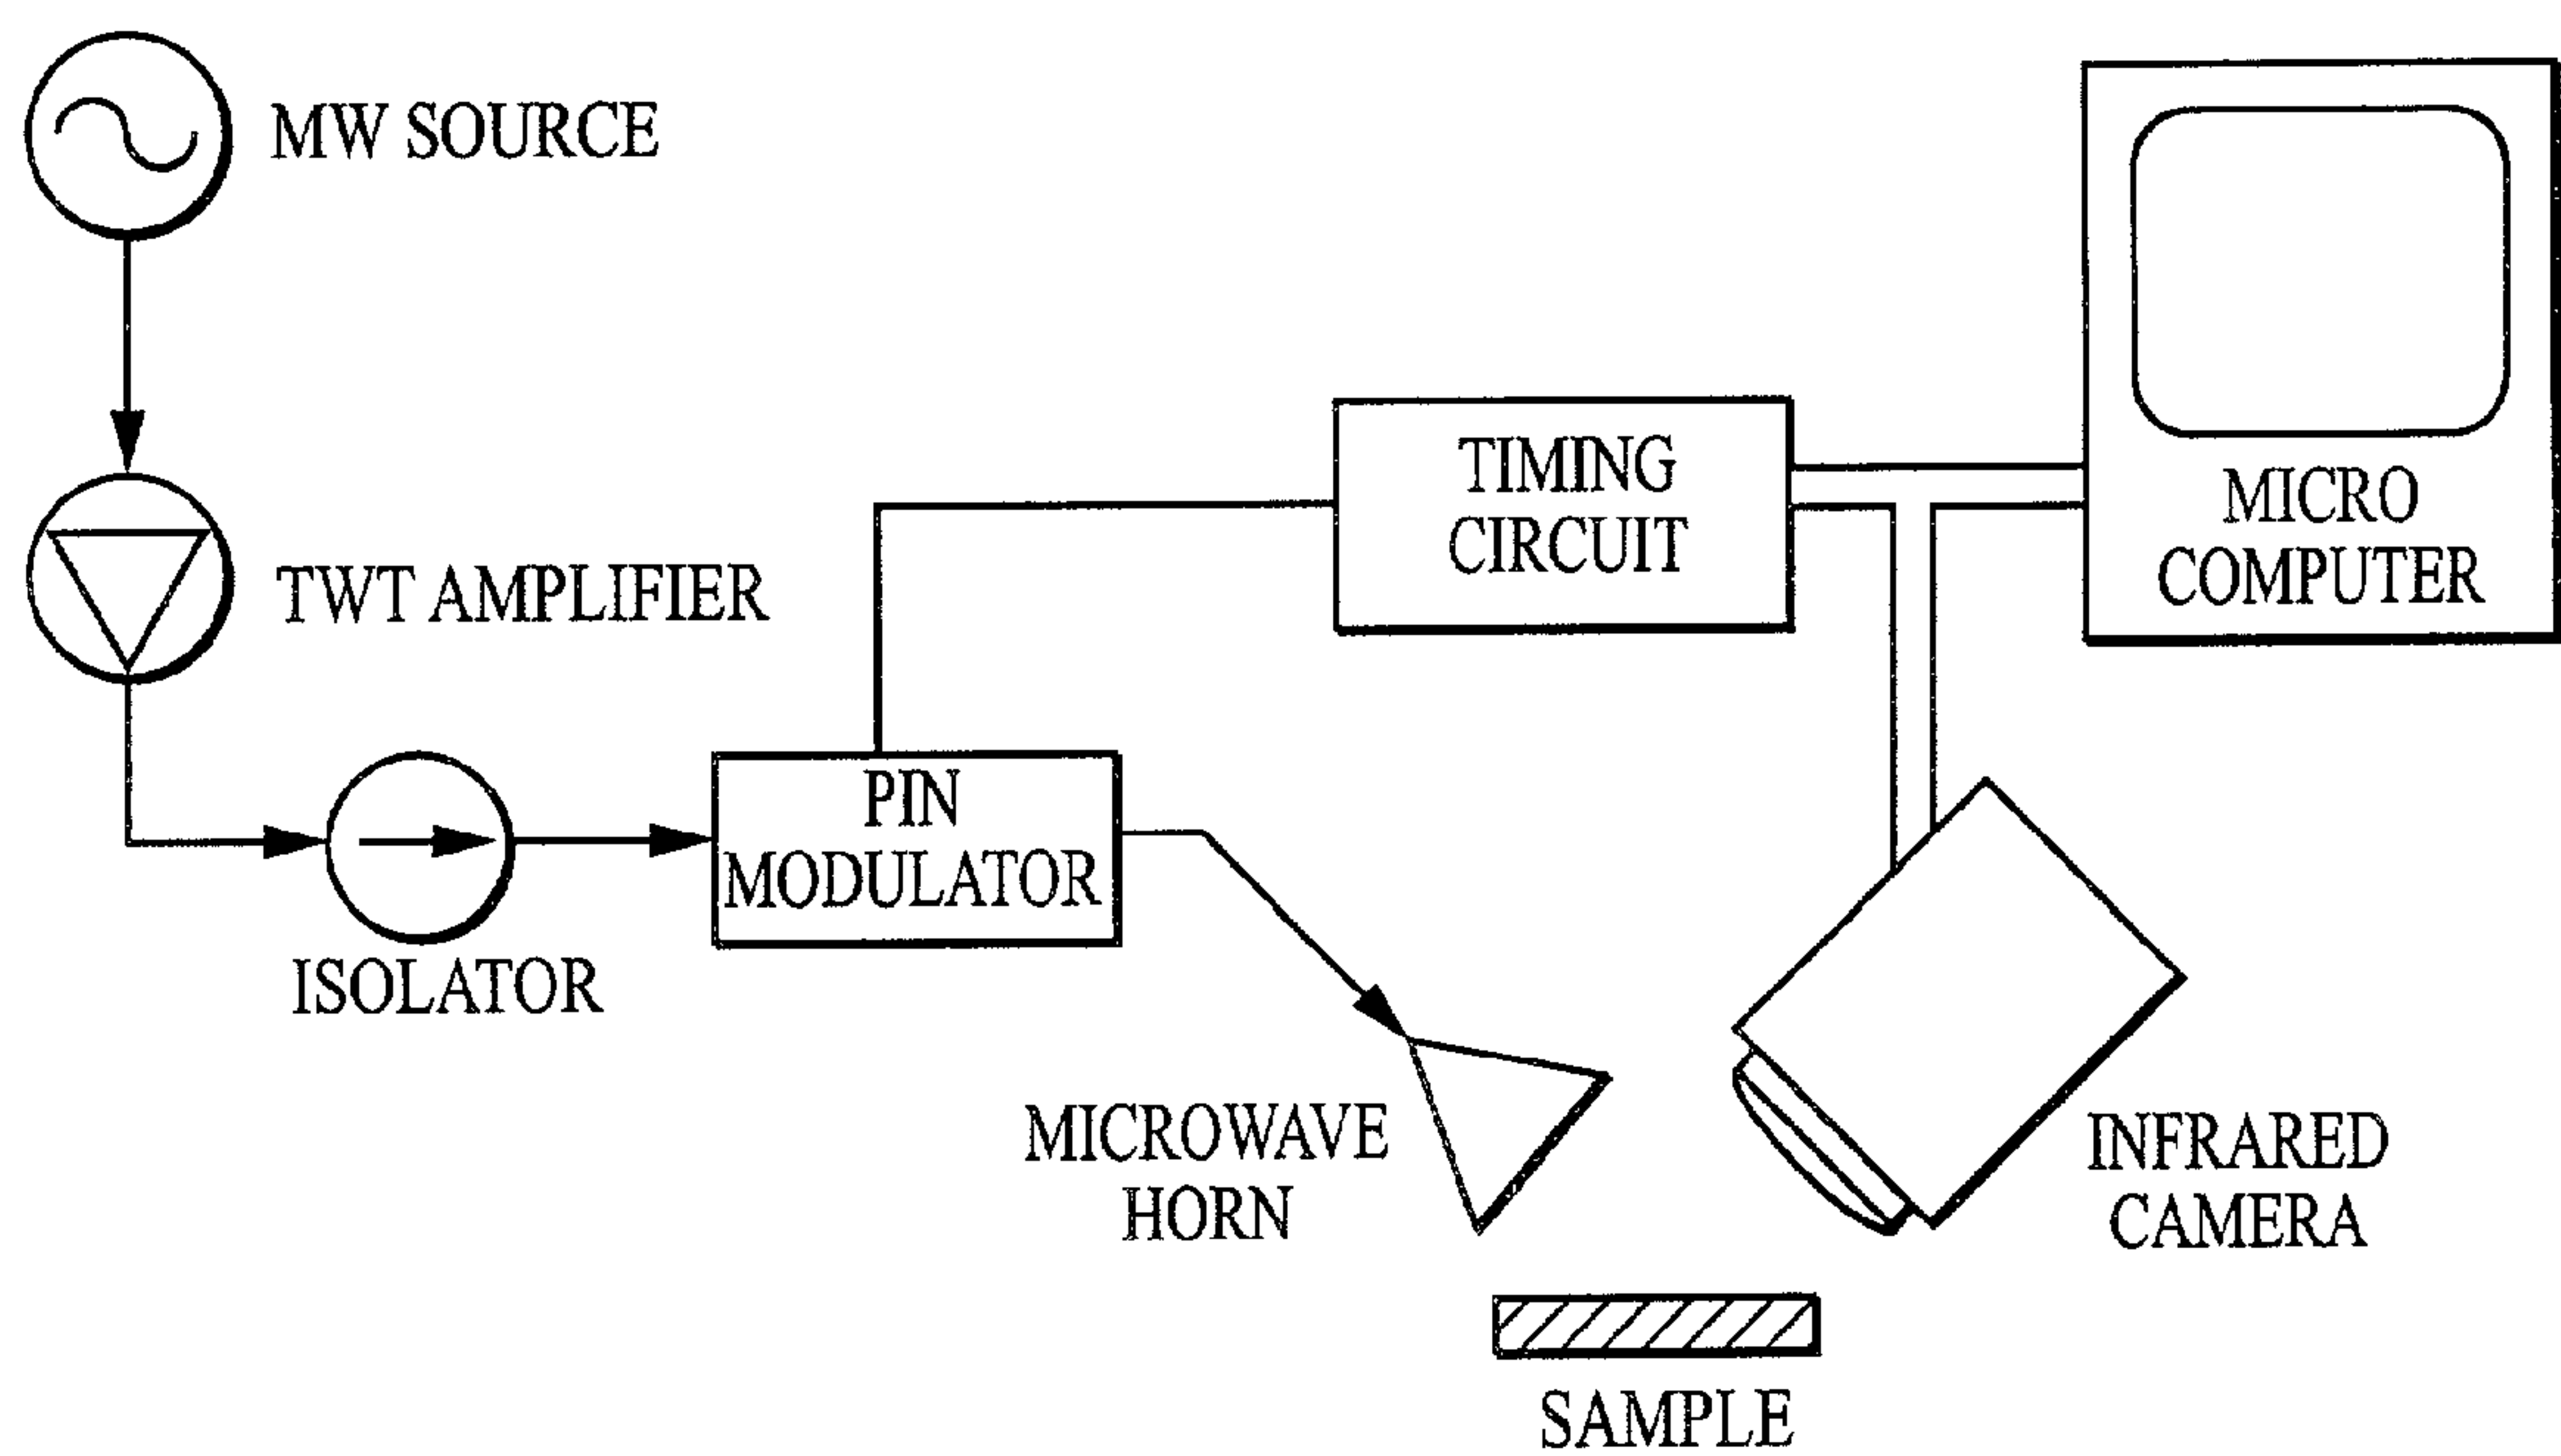 MW SOURCE
TWT AMPLIFIER
ISOLATOR
PIN
MODULATOR
TIMING
CIRCUIT
MICRO
COMPUTER
MICROWAVE
HORN
INFRARED
CAMERA
SAMPLE